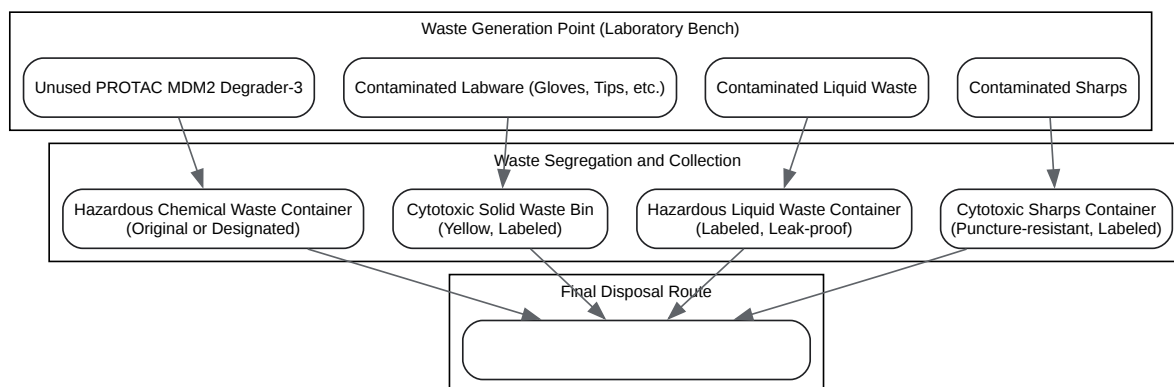 Waste Generation Point (Laboratory Bench)
Unused PROTAC MDM2 Degrader-3
Contaminated Labware (Gloves, Tips, etc.)
Contaminated Liquid Waste
Contaminated Sharps
Waste Segregation and Collection
Hazardous Chemical Waste Container
(Original or Designated)
Cytotoxic Solid Waste Bin
(Yellow, Labeled)
Hazardous Liquid Waste Container
(Labeled, Leak-proof)
Cytotoxic Sharps Container
(Puncture-resistant, Labeled)
Final Disposal Route